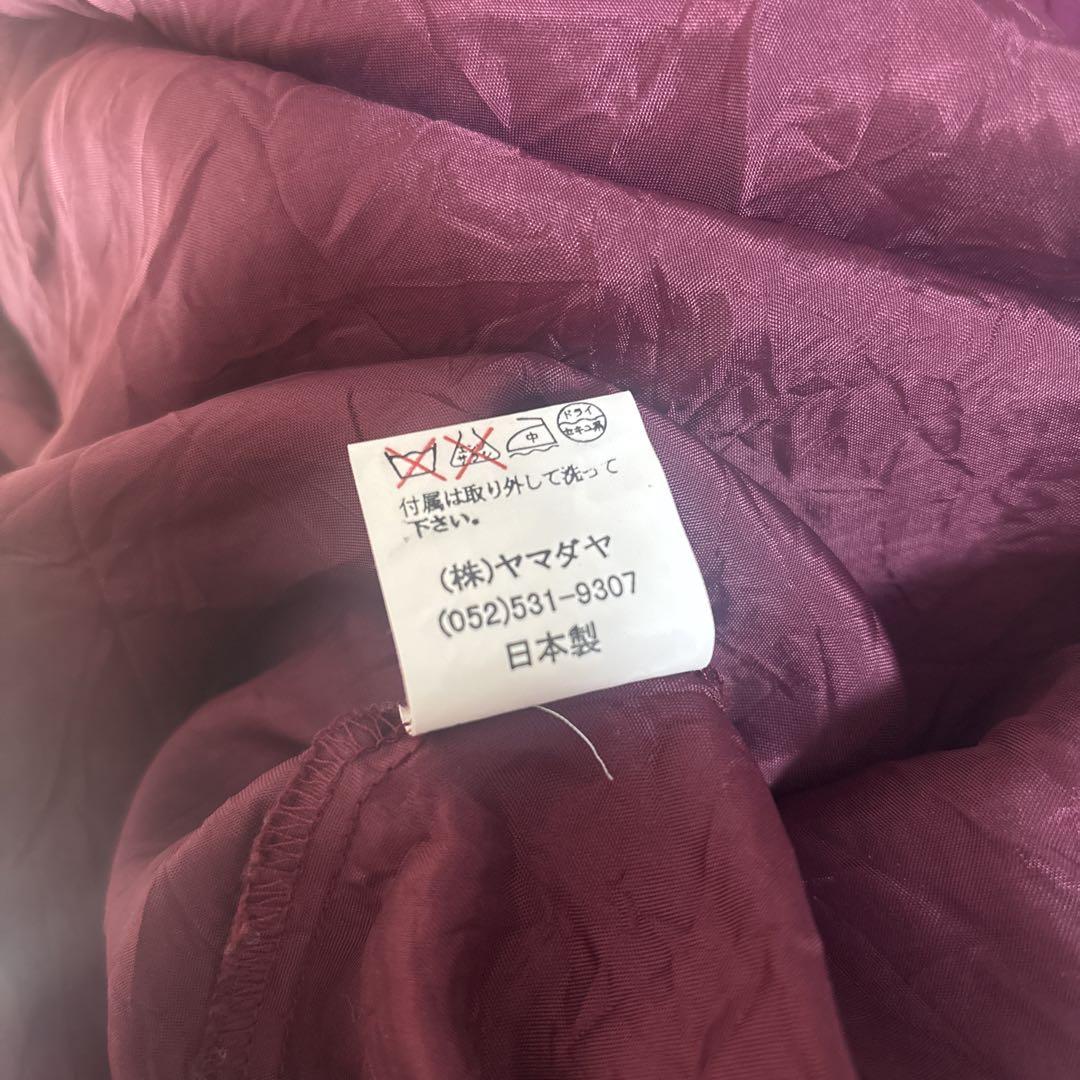 中 ドライ
セキユ系
付属は取り外して洗って
下さい。
(株)ヤマダヤ
(052)531-9307
日本製